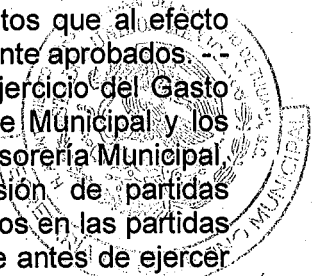 tos que al efecto
nte aprobados. - -
jercicio del Gasto
e Municipal y los
sorería Municipal,
sión de partidas
os en las partidas
e antes de ejercer
MUNICIPAL